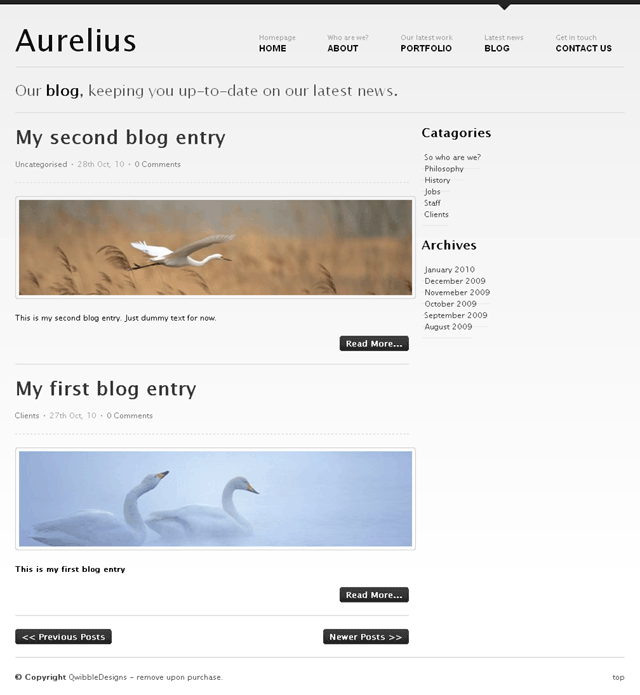 Aurelius
Homepage
HOME
Who are we?
ABOUT
Our latest work
PORTFOLIO
Latest news
BLOG
Get in touch
CONTACT US
Our blog, keeping you up-to-date on our latest news.
My second blog entry
Uncategorised • 28th Oct, 10 • 0 Comments
This is my second blog entry. Just dummy text for now.
Read More...
My first blog entry
Clients • 27th Oct, 10 • 0 Comments
This is my first blog entry
Read More...
<< Previous Posts
Newer Posts >>
Catagories
So who are we?
Philosophy
History
Jobs
Staff
Clients
Archives
January 2010
December 2009
Novemeber 2009
October 2009
September 2009
August 2009
© Copyright QwibbleDesigns - remove upon purchase.
top